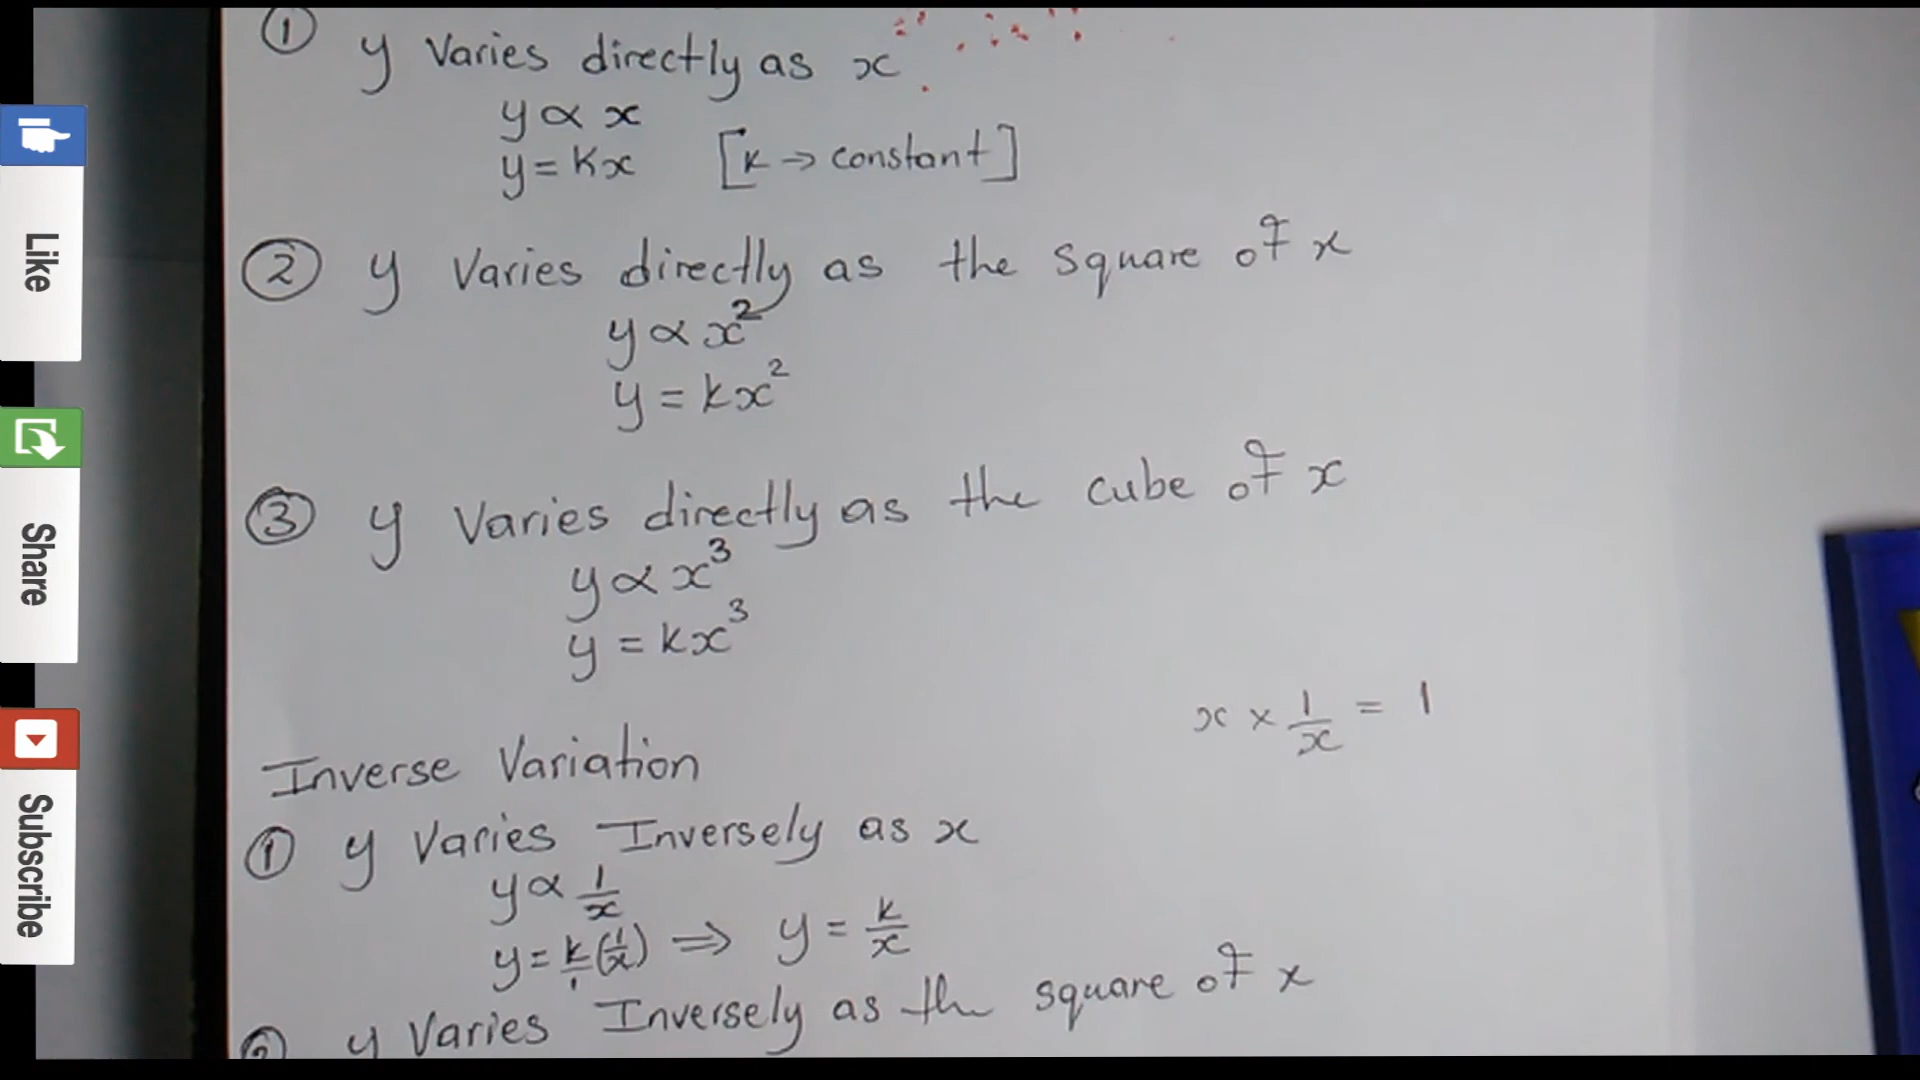 ① y varies directly as x
y ∝ x
y = kx [k → constant]
② y varies directly as the square of x
y ∝ x²
y = kx²
③ y varies directly as the cube of x
y ∝ x³
y = kx³
x × 1/x = 1
Inverse Variation
① y varies Inversely as x
y ∝ 1/x
y = k/1 (1/x) ⇒ y = k/x
② y varies Inversely as the square of x
Like
Share
Subscribe